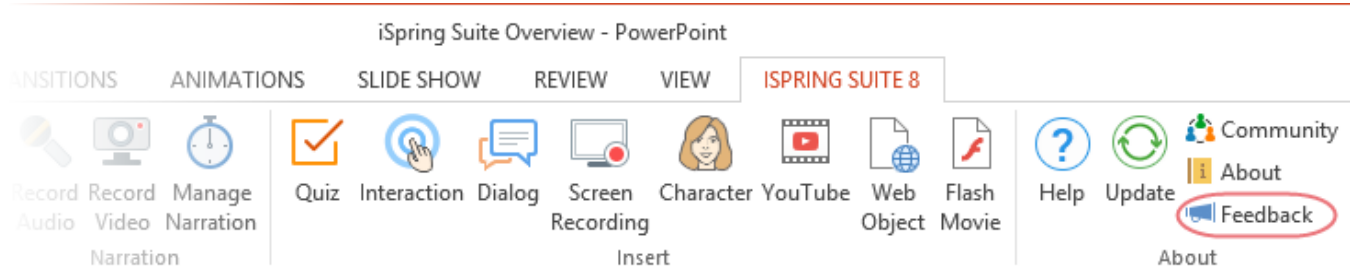 iSpring Suite Overview - PowerPoint
ANSITIONS ANIMATIONS SLIDE SHOW REVIEW VIEW ISPRING SUITE 8
Record Audio
Record Video
Manage Narration
Narration
Quiz
Interaction
Dialog
Screen Recording
Character
YouTube
Web Object
Flash Movie
Insert
Help
Update
Community
About
Feedback
About